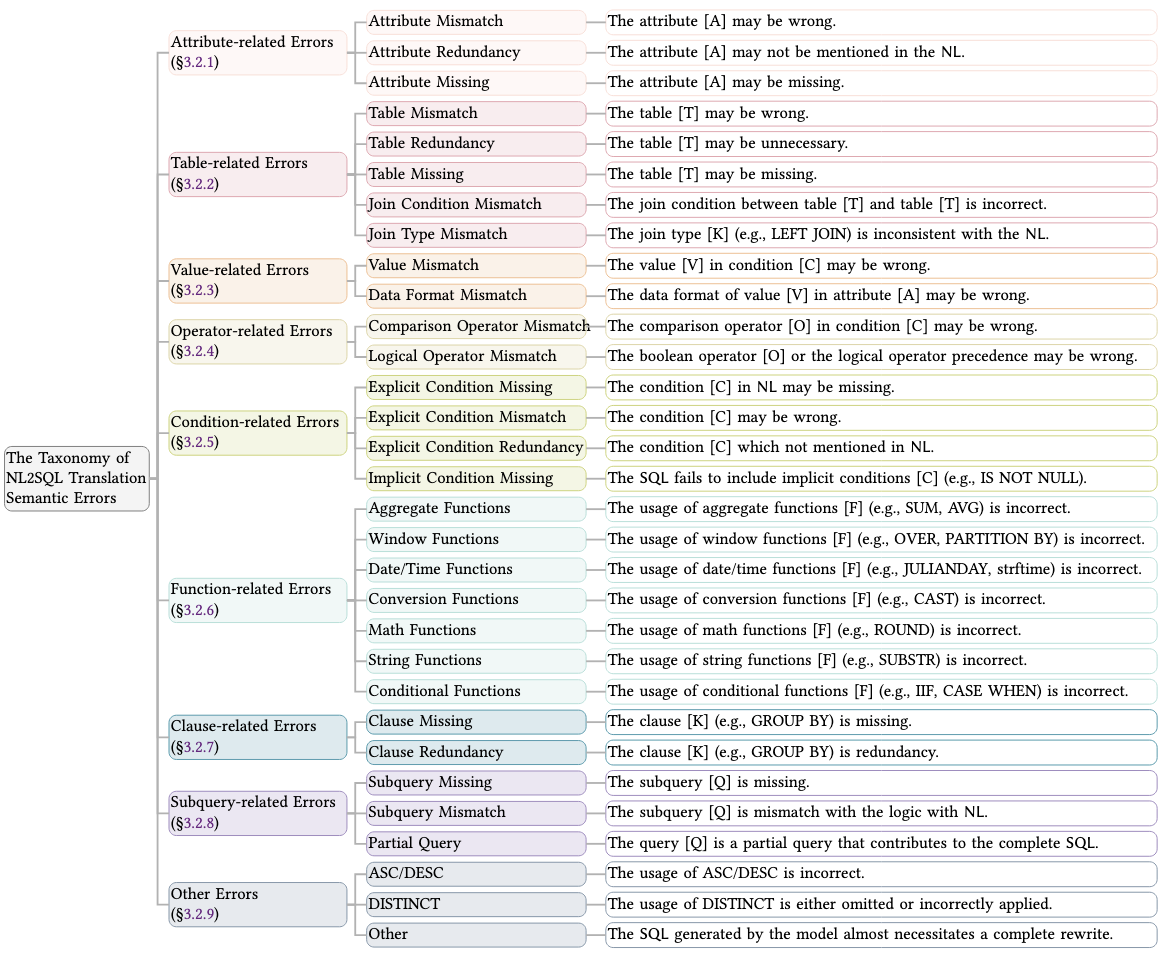 The Taxonomy of
NL2SQL Translation
Semantic Errors
Attribute-related Errors
(§3.2.1)
Attribute Mismatch
The attribute [A] may be wrong.
Attribute Redundancy
The attribute [A] may not be mentioned in the NL.
Attribute Missing
The attribute [A] may be missing.
Table-related Errors
(§3.2.2)
Table Mismatch
The table [T] may be wrong.
Table Redundancy
The table [T] may be unnecessary.
Table Missing
The table [T] may be missing.
Join Condition Mismatch
The join condition between table [T] and table [T] is incorrect.
Join Type Mismatch
The join type [K] (e.g., LEFT JOIN) is inconsistent with the NL.
Value-related Errors
(§3.2.3)
Value Mismatch
The value [V] in condition [C] may be wrong.
Data Format Mismatch
The data format of value [V] in attribute [A] may be wrong.
Operator-related Errors
(§3.2.4)
Comparison Operator Mismatch
The comparison operator [O] in condition [C] may be wrong.
Logical Operator Mismatch
The boolean operator [O] or the logical operator precedence may be wrong.
Condition-related Errors
(§3.2.5)
Explicit Condition Missing
The condition [C] in NL may be missing.
Explicit Condition Mismatch
The condition [C] may be wrong.
Explicit Condition Redundancy
The condition [C] which not mentioned in NL.
Implicit Condition Missing
The SQL fails to include implicit conditions [C] (e.g., IS NOT NULL).
Function-related Errors
(§3.2.6)
Aggregate Functions
The usage of aggregate functions [F] (e.g., SUM, AVG) is incorrect.
Window Functions
The usage of window functions [F] (e.g., OVER, PARTITION BY) is incorrect.
Date/Time Functions
The usage of date/time functions [F] (e.g., JULIANDAY, strftime) is incorrect.
Conversion Functions
The usage of conversion functions [F] (e.g., CAST) is incorrect.
Math Functions
The usage of math functions [F] (e.g., ROUND) is incorrect.
String Functions
The usage of string functions [F] (e.g., SUBSTR) is incorrect.
Conditional Functions
The usage of conditional functions [F] (e.g., IIF, CASE WHEN) is incorrect.
Clause-related Errors
(§3.2.7)
Clause Missing
The clause [K] (e.g., GROUP BY) is missing.
Clause Redundancy
The clause [K] (e.g., GROUP BY) is redundancy.
Subquery-related Errors
(§3.2.8)
Subquery Missing
The subquery [Q] is missing.
Subquery Mismatch
The subquery [Q] is mismatch with the logic with NL.
Partial Query
The query [Q] is a partial query that contributes to the complete SQL.
Other Errors
(§3.2.9)
ASC/DESC
The usage of ASC/DESC is incorrect.
DISTINCT
The usage of DISTINCT is either omitted or incorrectly applied.
Other
The SQL generated by the model almost necessitates a complete rewrite.